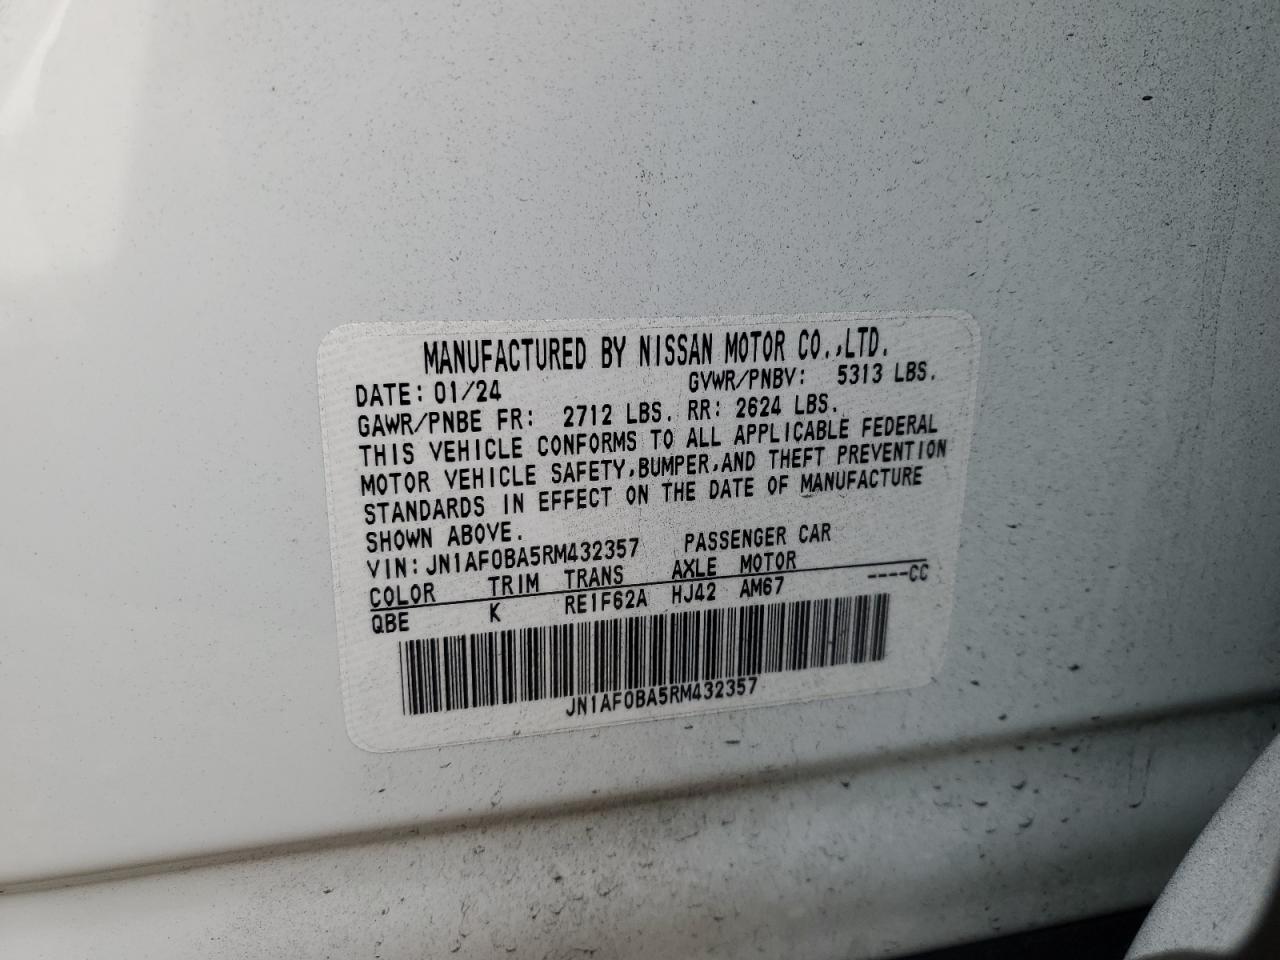 MANUFACTURED BY NISSAN MOTOR CO.,LTD.
DATE: 01/24 GVWR/PNBV: 5313 LBS.
GAWR/PNBE FR: 2712 LBS. RR: 2624 LBS.
THIS VEHICLE CONFORMS TO ALL APPLICABLE FEDERAL
MOTOR VEHICLE SAFETY,BUMPER,AND THEFT PREVENTION
STANDARDS IN EFFECT ON THE DATE OF MANUFACTURE
SHOWN ABOVE.
VIN: JN1AF0BA5RM432357 PASSENGER CAR
COLOR TRIM TRANS AXLE MOTOR
QBE K RE1F62A HJ42 AM67 ----CC
JN1AF0BA5RM432357